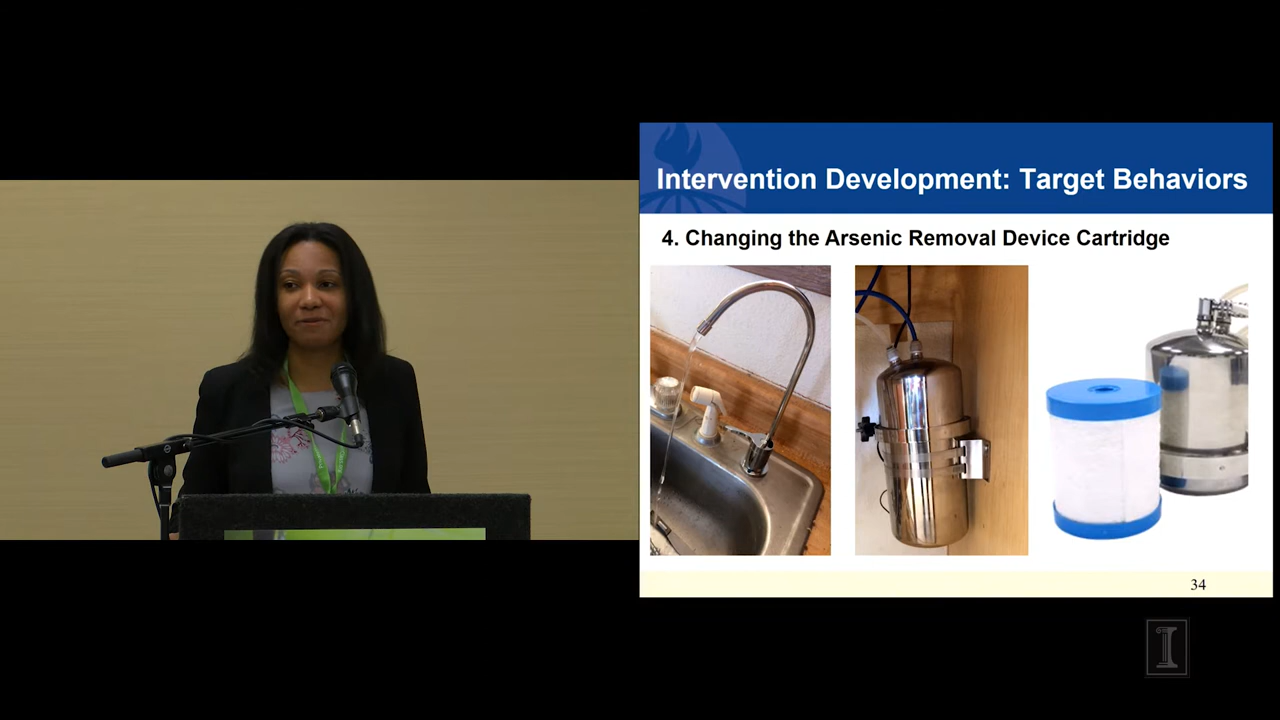 Intervention Development: Target Behaviors
4. Changing the Arsenic Removal Device Cartridge
34